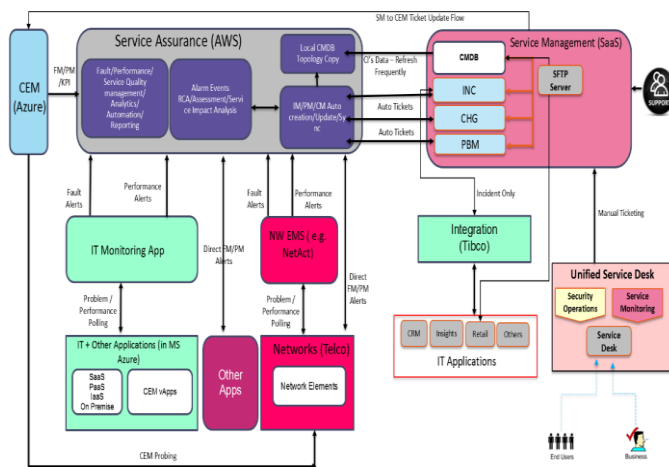 SM to CEM Ticket Update Flow
CEM
(Azure)
FM/PM
/KPI
Service Assurance (AWS)
Fault/Performance/
Service Quality
management/
Analytics/
Automation/
Reporting
Alarm Events
RCA/Assessment/Servi
ce Impact Analysis
Local CMDB
Topology Copy
IM/PM/CM Auto
creation/Update/Sy
nc
CI's Data – Refresh
Frequently
Auto Tickets
Auto Tickets
Auto Tickets
Service Management (SaaS)
CMDB
INC
CHG
PBM
SFTP
Server
SUPPORT
Fault
Alerts
Performance
Alerts
Direct FM/PM
Alerts
Fault
Alerts
Performance
Alerts
Direct
FM/PM
Alerts
Incident Only
Manual Ticketing
IT Monitoring App
NW EMS ( e.g.
NetAct)
Integration
(Tibco)
Problem /
Performance
Polling
Problem /
Performance
Polling
IT + Other Applications (in MS
Azure)
SaaS
PaaS
IaaS
On Premise
CEM vApps
Other
Apps
Networks (Telco)
Network Elements
CRM
Insights
Retail
Others
IT Applications
Unified Service Desk
Security
Operations
Service
Monitoring
Service
Desk
End Users
Business
CEM Probing